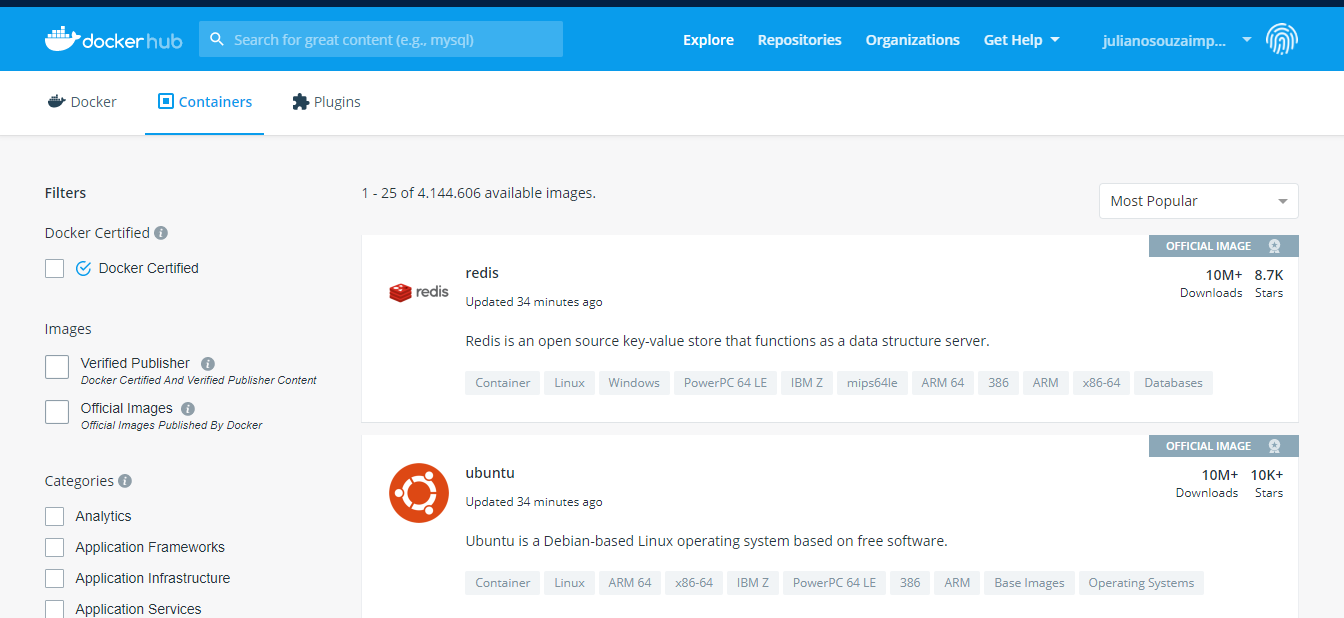 docker hub
Search for great content (e.g., mysql)
Explore
Repositories
Organizations
Get Help
julianosouzaimp...
Docker
Containers
Plugins
Filters
Docker Certified
Docker Certified
Images
Verified Publisher
Docker Certified And Verified Publisher Content
Official Images
Official Images Published By Docker
Categories
Analytics
Application Frameworks
Application Infrastructure
Application Services
1 - 25 of 4.144.606 available images.
Most Popular
OFFICIAL IMAGE
redis
redis
Updated 34 minutes ago
10M+ 8.7K
Downloads Stars
Redis is an open source key-value store that functions as a data structure server.
Container Linux Windows PowerPC 64 LE IBM Z mips64le ARM 64 386 ARM x86-64 Databases
OFFICIAL IMAGE
ubuntu
Updated 34 minutes ago
10M+ 10K+
Downloads Stars
Ubuntu is a Debian-based Linux operating system based on free software.
Container Linux ARM 64 x86-64 IBM Z PowerPC 64 LE 386 ARM Base Images Operating Systems